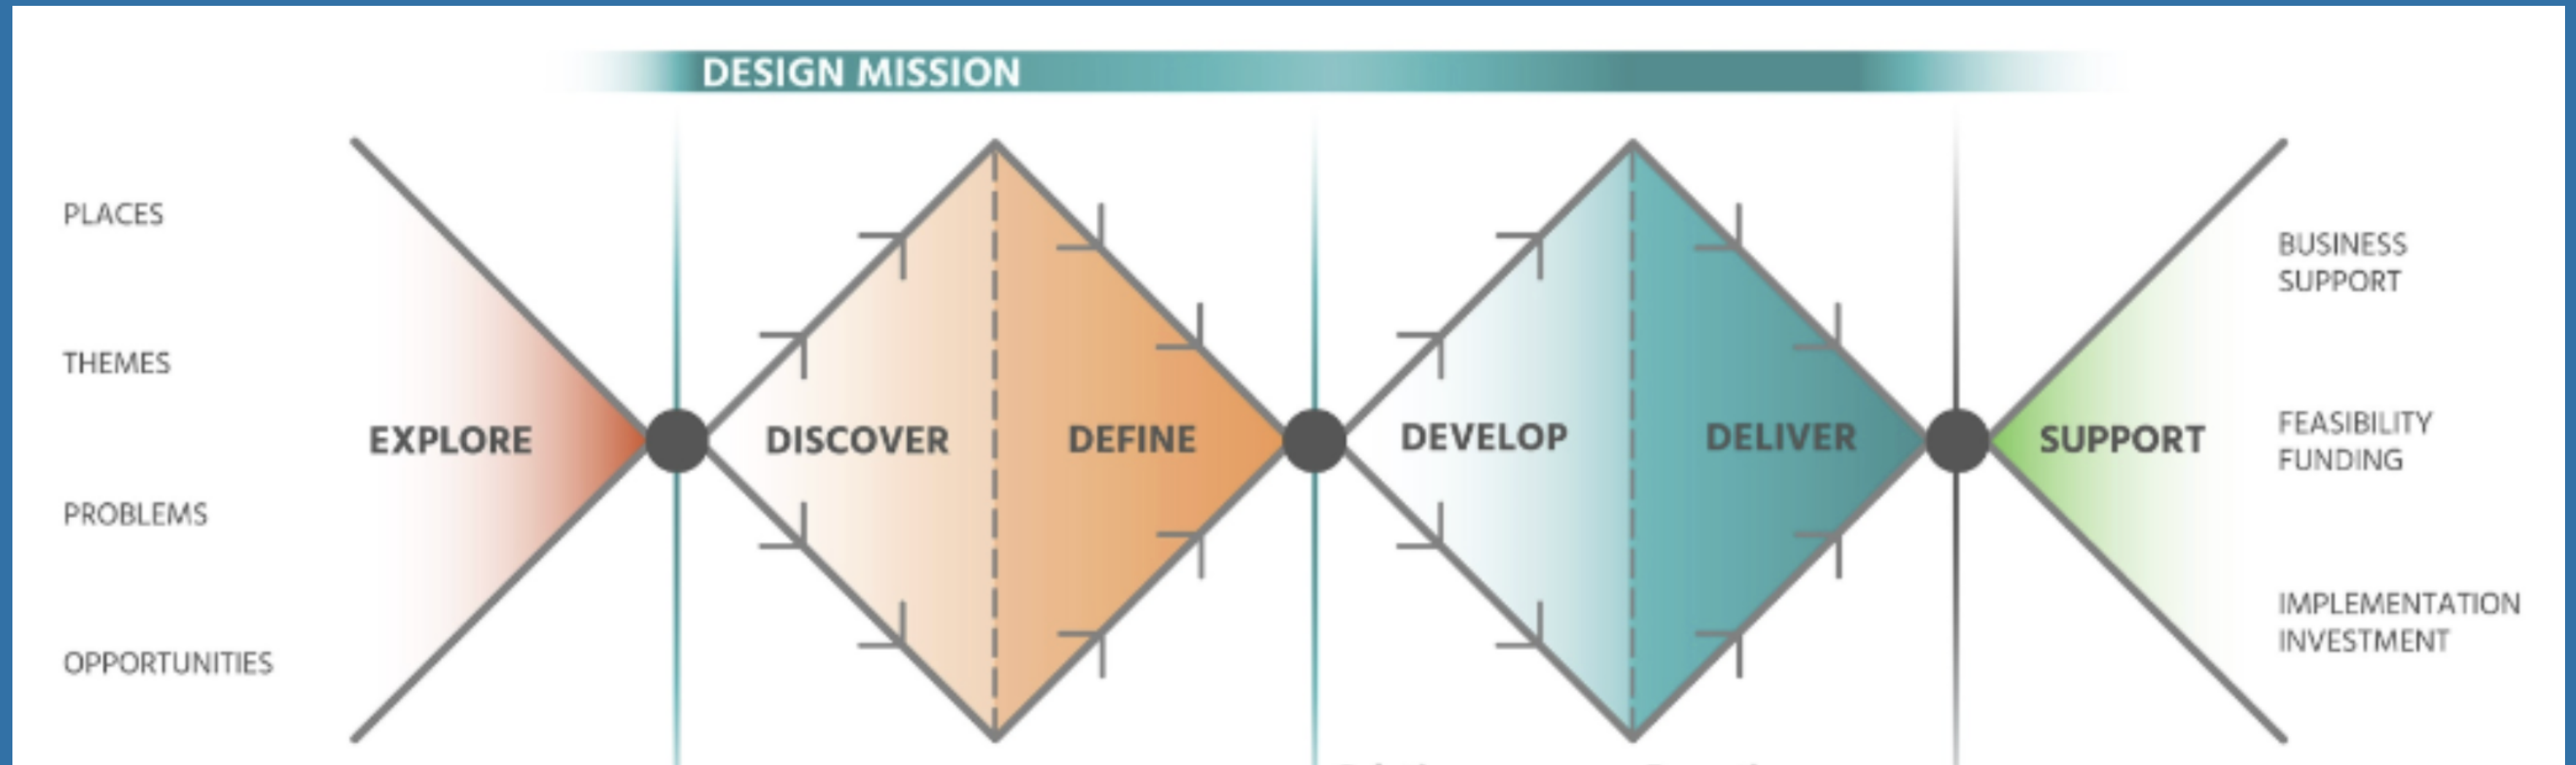 DESIGN MISSION
PLACES
THEMES
PROBLEMS
OPPORTUNITIES
EXPLORE
DISCOVER
DEFINE
DEVELOP
DELIVER
SUPPORT
BUSINESS
SUPPORT
FEASIBILITY
FUNDING
IMPLEMENTATION
INVESTMENT